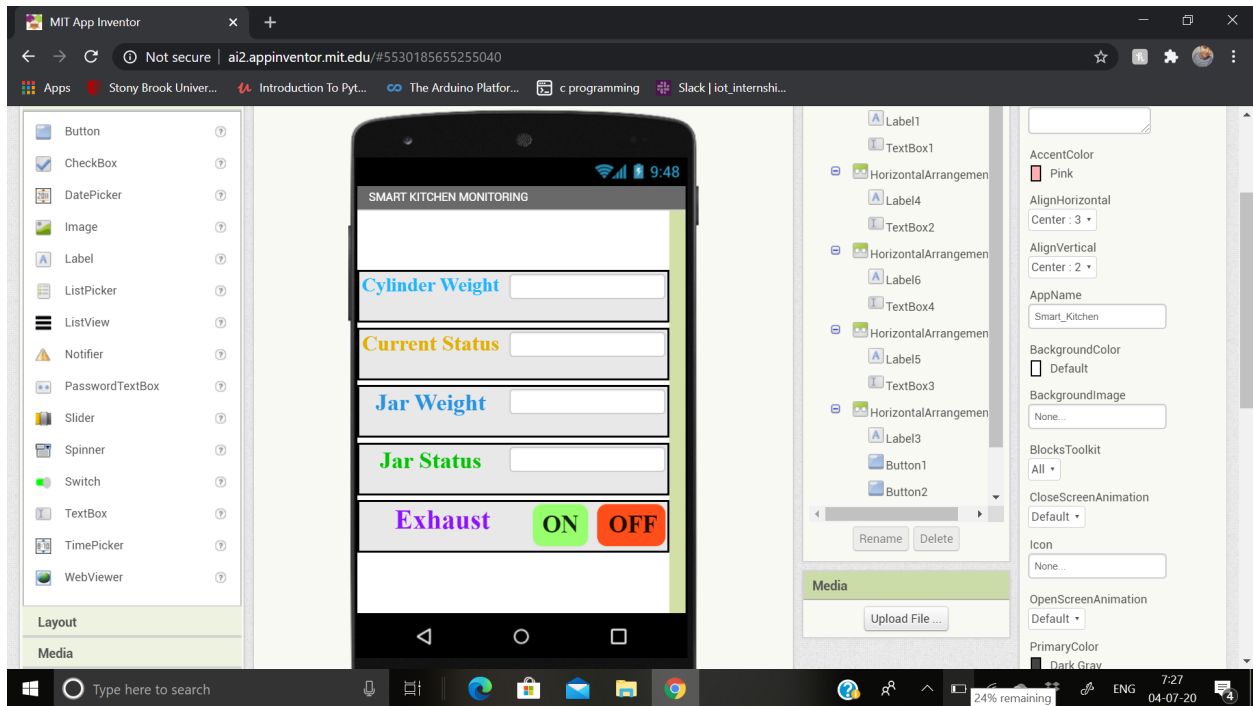 MIT App Inventor
Not secure | ai2.appinventor.mit.edu/#5530185655255040
Apps Stony Brook Univer... Introduction To Pyt... The Arduino Platfor... c programming Slack | iot_internshi...
Button
CheckBox
DatePicker
Image
Label
ListPicker
ListView
Notifier
PasswordTextBox
Slider
Spinner
Switch
TextBox
TimePicker
WebViewer
Layout
Media
9:48
SMART KITCHEN MONITORING
Cylinder Weight
Current Status
Jar Weight
Jar Status
Exhaust ON OFF
Label1
TextBox1
HorizontalArrangemen
Label4
TextBox2
HorizontalArrangemen
Label6
TextBox4
HorizontalArrangemen
Label5
TextBox3
HorizontalArrangemen
Label3
Button1
Button2
Rename Delete
Media
Upload File ...
AccentColor
Pink
AlignHorizontal
Center : 3
AlignVertical
Center : 2
AppName
Smart_Kitchen
BackgroundColor
Default
BackgroundImage
None...
BlocksToolkit
All
CloseScreenAnimation
Default
Icon
None...
OpenScreenAnimation
Default
PrimaryColor
Dark Gray
Type here to search
24% remaining
ENG
7:27
04-07-20
4